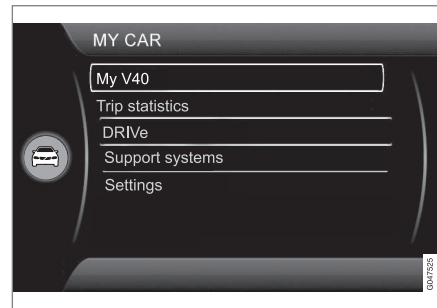 MY CAR
My V40
Trip statistics
DRIVe
Support systems
Settings
G047525